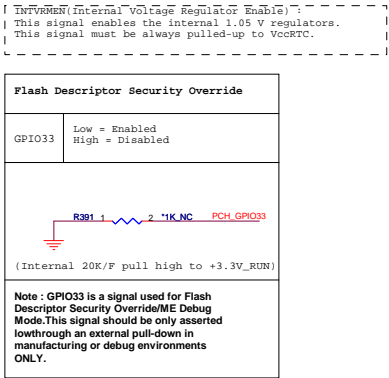 INTVRMEN(Internal Voltage Regulator Enable) :
This signal enables the internal 1.05 V regulators.
This signal must be always pulled-up to VccRTC.
Flash Descriptor Security Override
GPIO33
Low = Enabled
High = Disabled
R391 1 2 *1K_NC PCH_GPIO33
(Internal 20K/F pull high to +3.3V_RUN)
Note : GPIO33 is a signal used for Flash
Descriptor Security Override/ME Debug
Mode.This signal should be only asserted
lowthrough an external pull-down in
manufacturing or debug environments
ONLY.